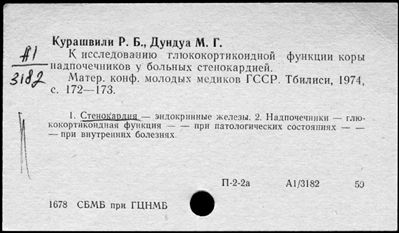 А1
3182
Курашвили Р. Б., Дундуа М. Г.
К исследованию глюкокортикоидной функции коры
надпочечников у больных стенокардией.
Матер. конф. молодых медиков ГССР. Тбилиси, 1974,
с. 172—173.
1. Стенокардия — эндокринные железы. 2. Надпочечники — глю-
кокортикоидная функция — — при патологических состояниях — —
— при внутренних болезнях.
П-2-2а А1/3182 50
1678 СБМБ при ГЦНМБ